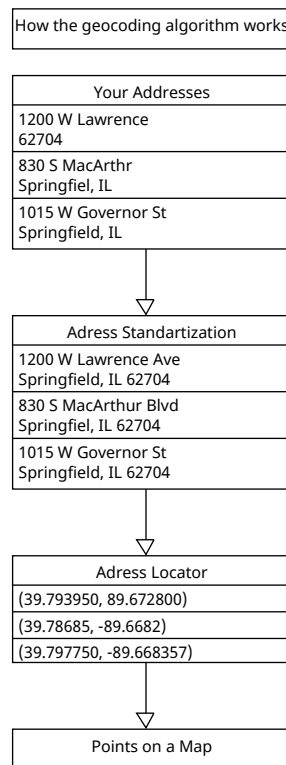 How the geocoding algorithm works
Your Addresses
1200 W Lawrence
62704
830 S MacArthr
Springfiel, IL
1015 W Governor St
Springfield, IL
Adress Standartization
1200 W Lawrence Ave
Springfield, IL 62704
830 S MacArthur Blvd
Springfiel, IL 62704
1015 W Governor St
Springfield, IL 62704
Adress Locator
(39.793950, 89.672800)
(39.78685, -89.6682)
(39.797750, -89.668357)
Points on a Map